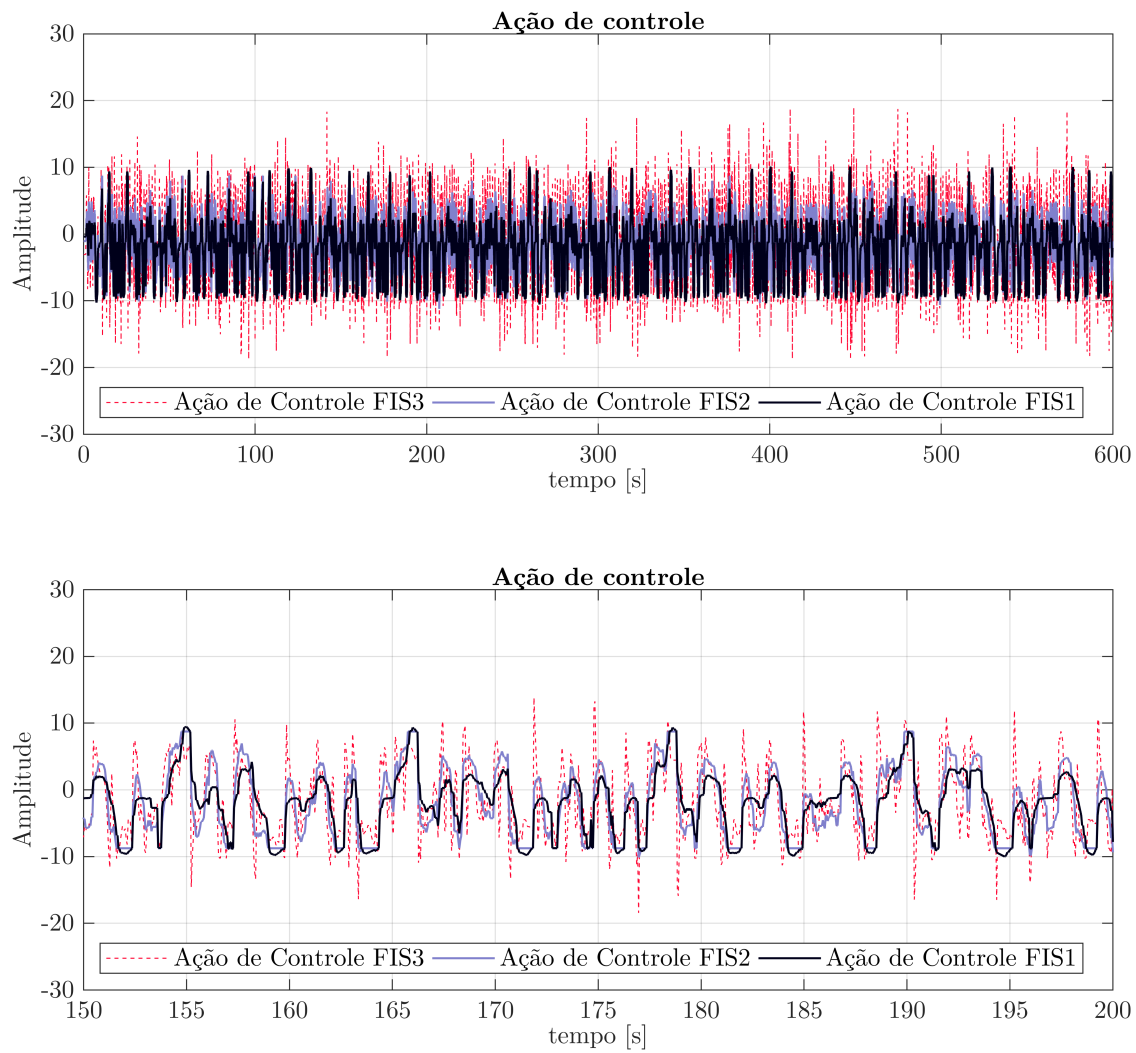 Ação de controle
30
20
10
0
-10
-20
-30
Amplitude
Ação de Controle FIS3 Ação de Controle FIS2 Ação de Controle FIS1
0 100 200 300 400 500 600
tempo [s]
Ação de controle
30
20
10
0
-10
-20
-30
Amplitude
Ação de Controle FIS3 Ação de Controle FIS2 Ação de Controle FIS1
150 155 160 165 170 175 180 185 190 195 200
tempo [s]